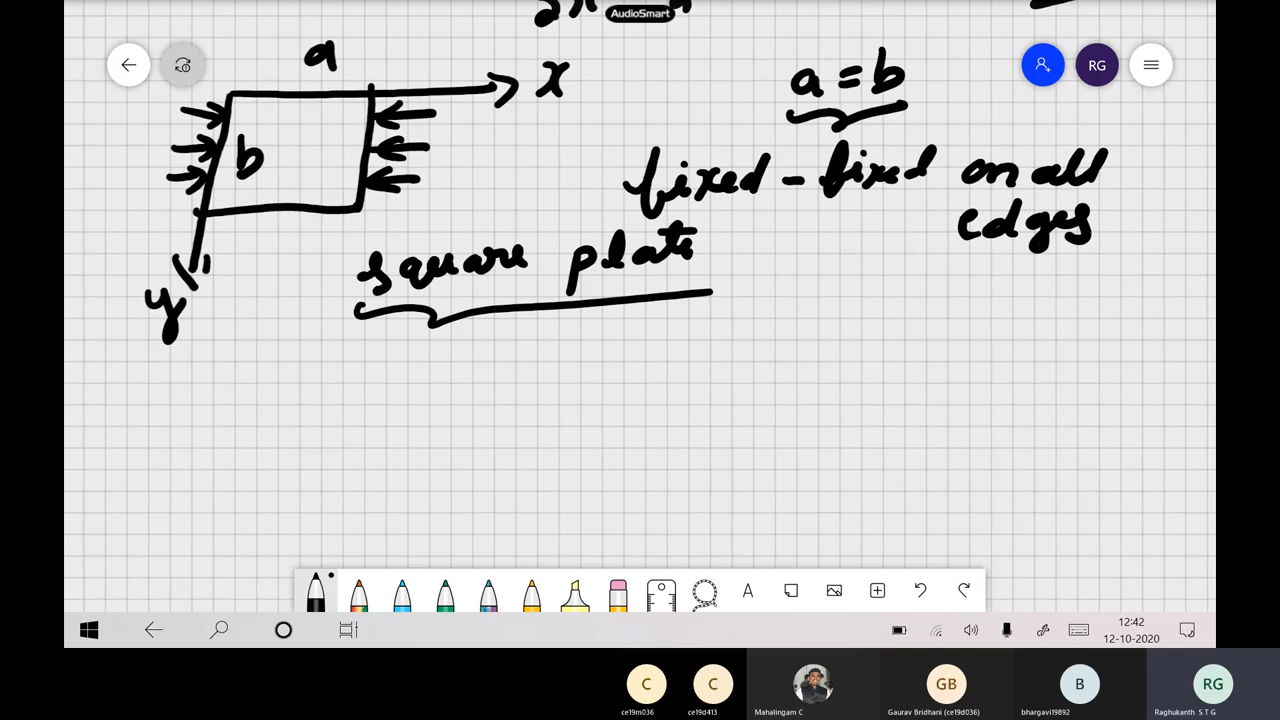 AudioSmart
a
x
a = b
RG
b
fixed - fixed on all
edges
square plate
y
A
12:42
12-10-2020
C
C
GB
B
RG
ce19m036
ce19d413
Mahalingam C
Gaurav Bridhani (ce19d036)
bhargavi19892
Raghukanth S T G